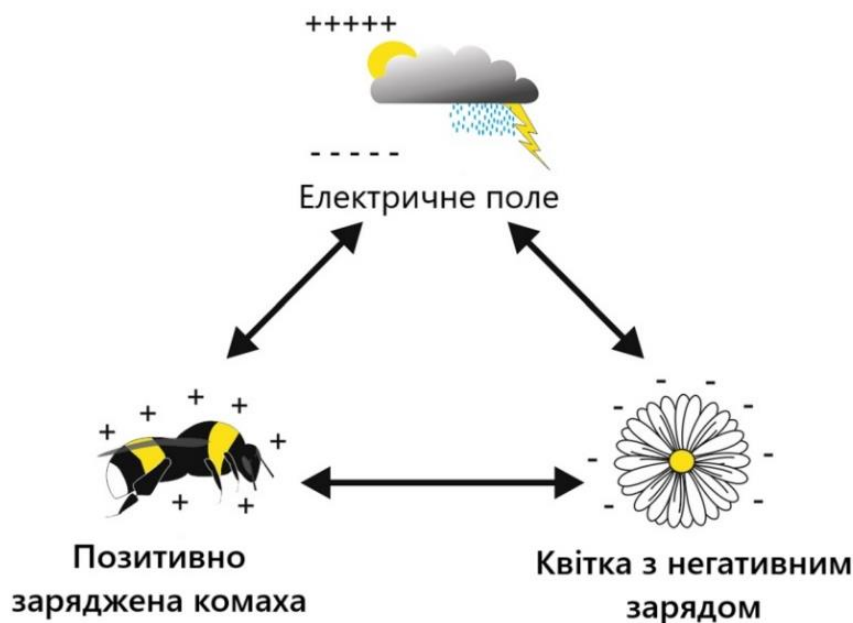 +++++
- - - - -
Електричне поле
Позитивно
заряджена комаха
Квітка з негативним
зарядом